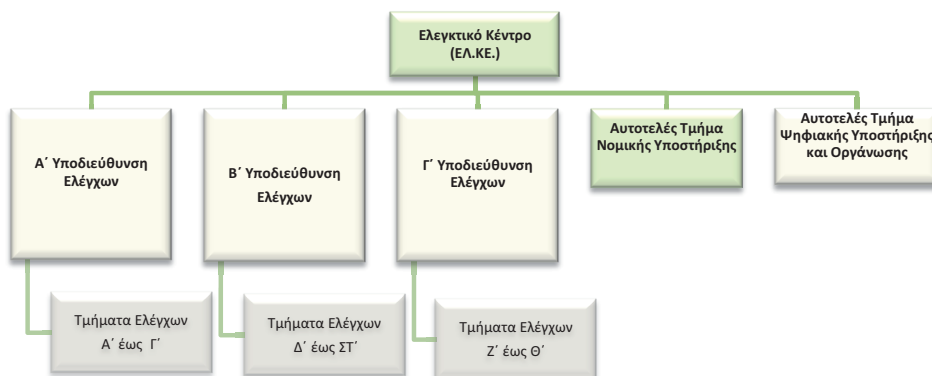 Ελεγκτικό Κέντρο
(ΕΛ.ΚΕ.)
Α΄ Υποδιεύθυνση
Ελέγχων
Β΄ Υποδιεύθυνση
Ελέγχων
Γ΄ Υποδιεύθυνση
Ελέγχων
Αυτοτελές Τμήμα
Νομικής Υποστήριξης
Αυτοτελές Τμήμα
Ψηφιακής Υποστήριξης
και Οργάνωσης
Τμήματα Ελέγχων
Α΄ έως Γ΄
Τμήματα Ελέγχων
Δ΄ έως ΣΤ΄
Τμήματα Ελέγχων
Ζ΄ έως Θ΄